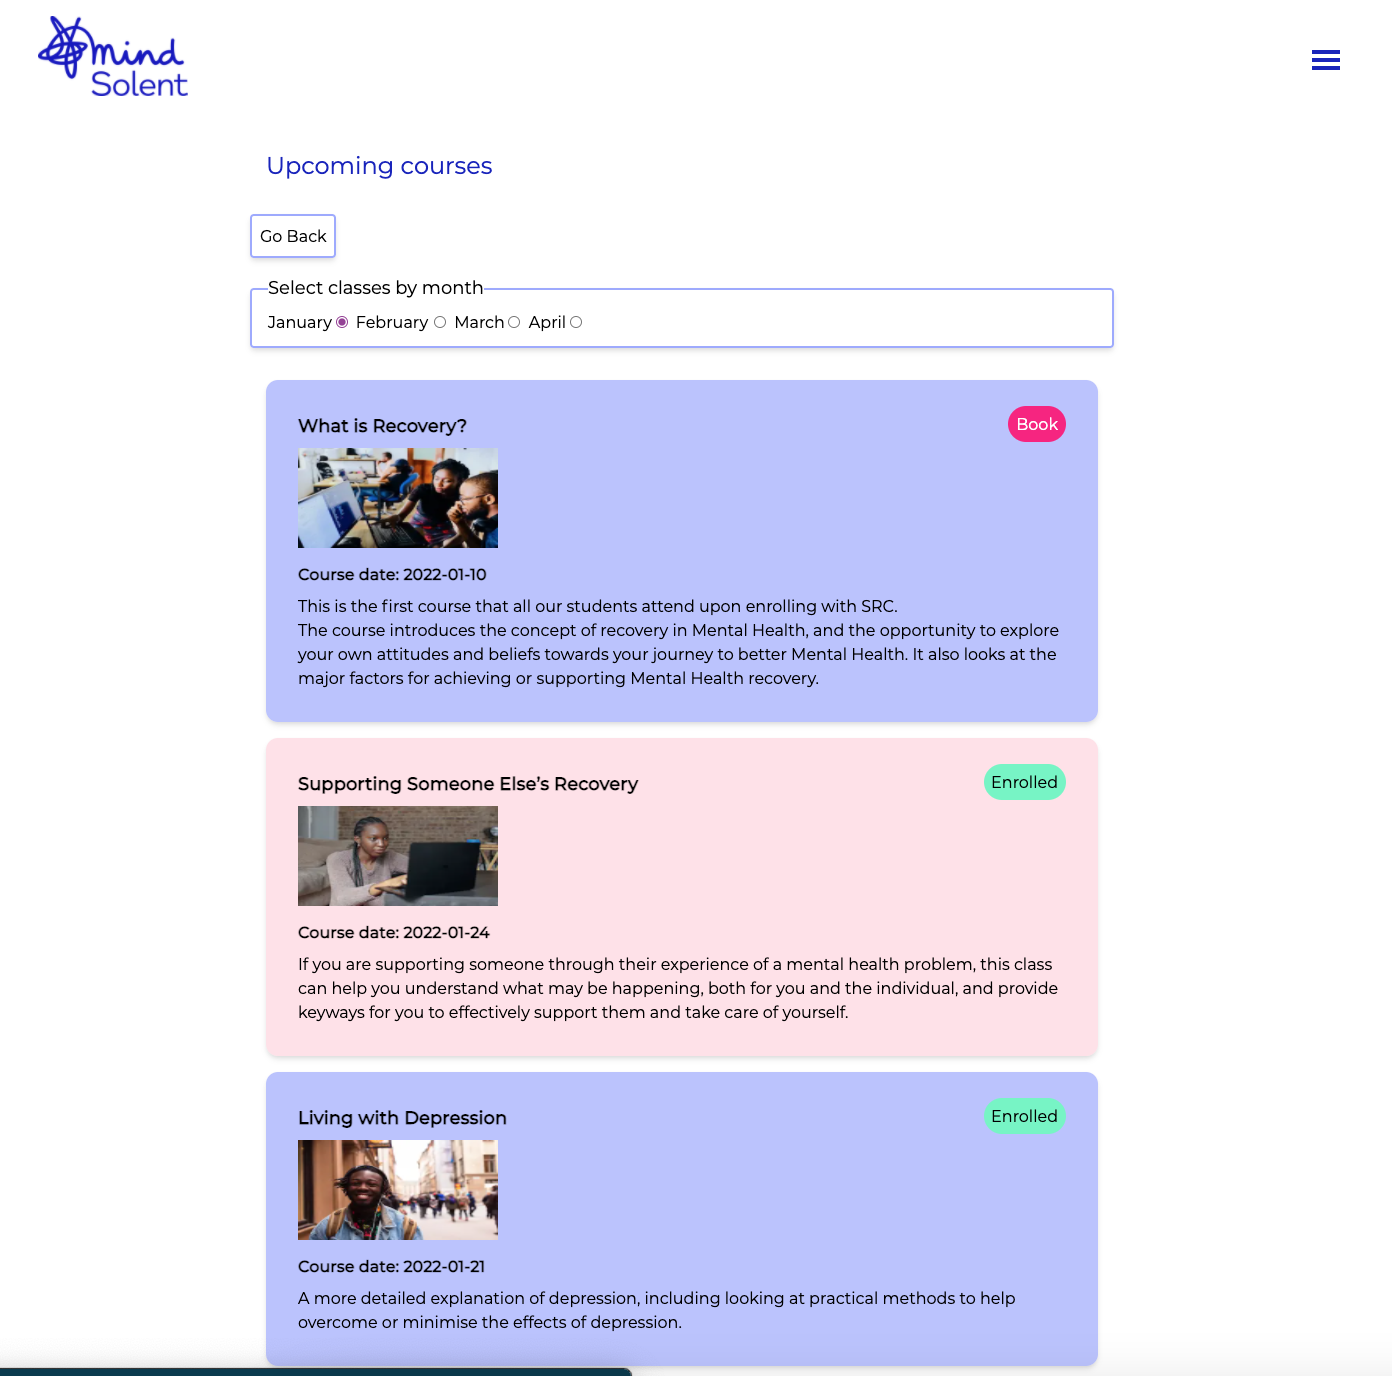 mind
Solent
Upcoming courses
Go Back
Select classes by month
January February March April
What is Recovery?
Book
Course date: 2022-01-10
This is the first course that all our students attend upon enrolling with SRC.
The course introduces the concept of recovery in Mental Health, and the opportunity to explore
your own attitudes and beliefs towards your journey to better Mental Health. It also looks at the
major factors for achieving or supporting Mental Health recovery.
Supporting Someone Else’s Recovery
Enrolled
Course date: 2022-01-24
If you are supporting someone through their experience of a mental health problem, this class
can help you understand what may be happening, both for you and the individual, and provide
keyways for you to effectively support them and take care of yourself.
Living with Depression
Enrolled
Course date: 2022-01-21
A more detailed explanation of depression, including looking at practical methods to help
overcome or minimise the effects of depression.